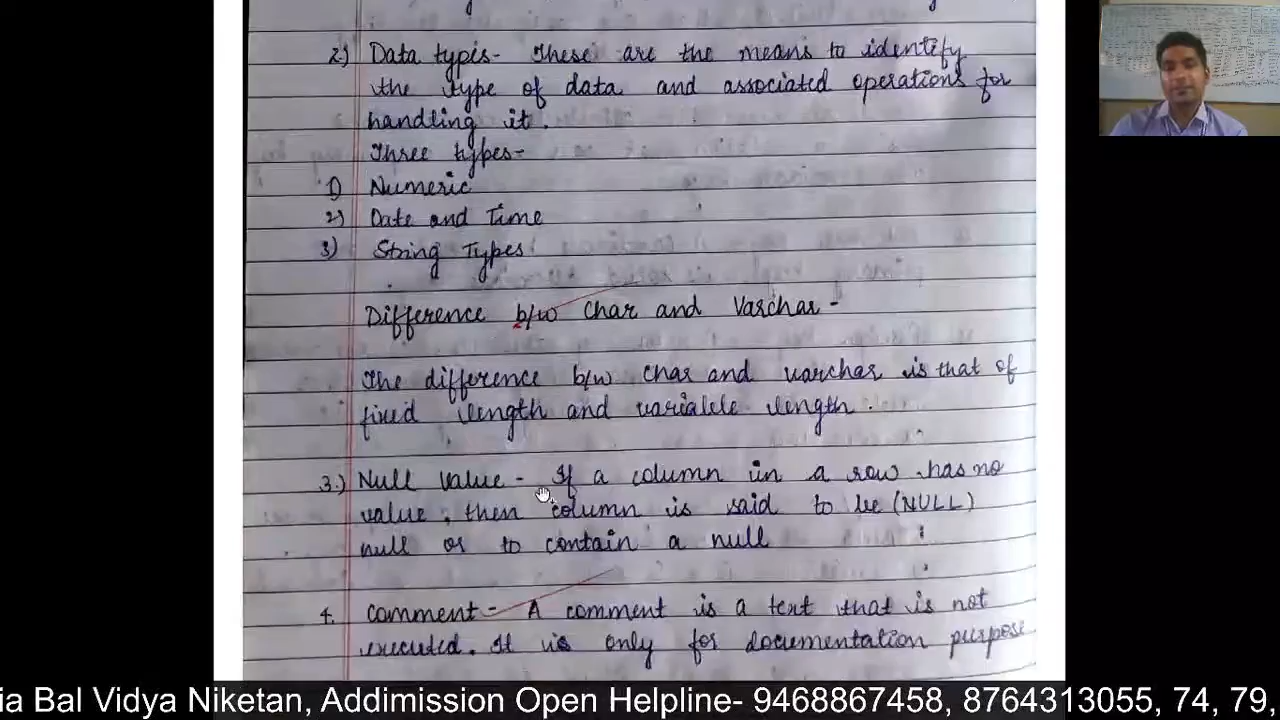 2) Data types- These are the means to identify
the type of data and associated operations for
handling it.
Three types-
1) Numeric
2) Date and Time
3) String Types
Difference b/w Char and Varchar -
The difference b/w char and varchar is that of
fixed length and variable length.
3.) Null value - If a column in a row has no
value, then column is said to be (NULL)
null or to contain a null
4. Comment - A comment is a text that is not
executed. It is only for documentation purpose
ia Bal Vidya Niketan, Addimission Open Helpline- 9468867458, 8764313055, 74, 79,